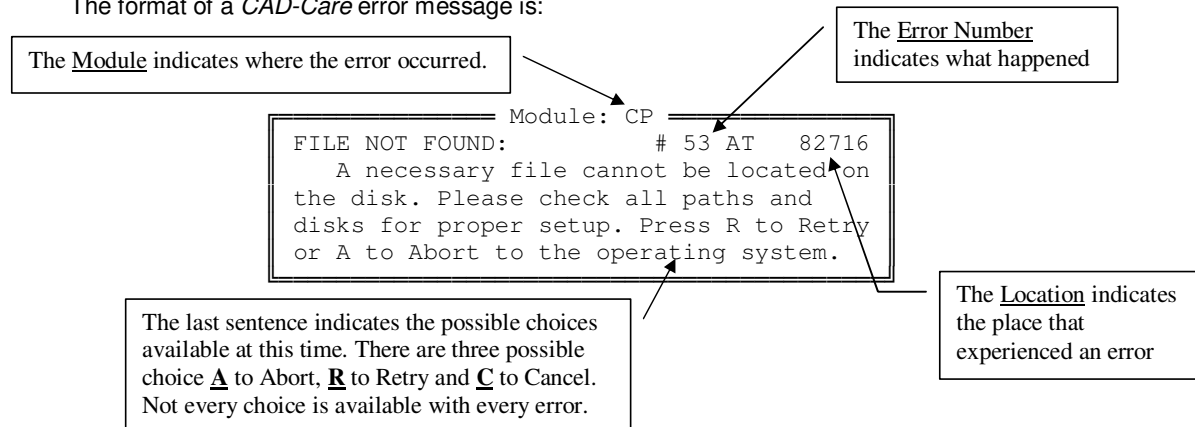 The format of a CAD-Care error message is:
The Module indicates where the error occurred.
The Error Number
indicates what happened
Module: CP
FILE NOT FOUND: # 53 AT 82716
A necessary file cannot be located on
the disk. Please check all paths and
disks for proper setup. Press R to Retry
or A to Abort to the operating system.
The last sentence indicates the possible choices
available at this time. There are three possible
choice A to Abort, R to Retry and C to Cancel.
Not every choice is available with every error.
The Location indicates
the place that
experienced an error